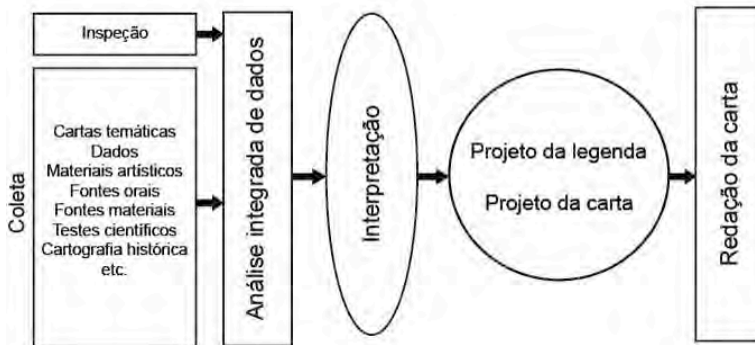 Inspeção
Coleta
Cartas temáticas
Dados
Materiais artísticos
Fontes orais
Fontes materiais
Testes científicos
Cartografia histórica
etc.
Análise integrada de dados
Interpretação
Projeto da legenda
Projeto da carta
Redação da carta